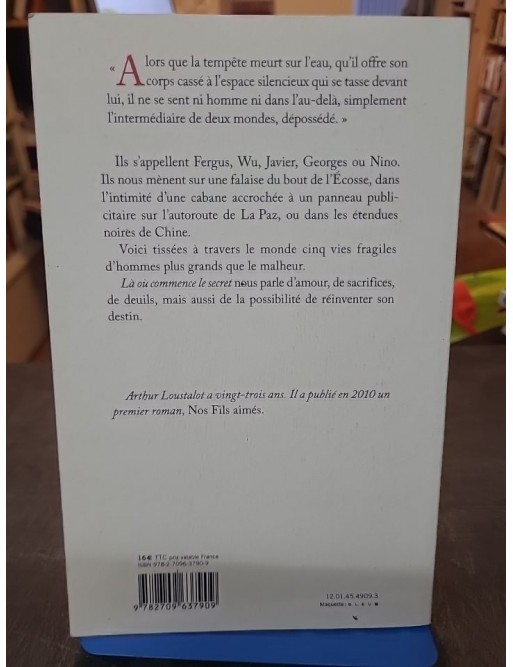 « Alors que la tempête meurt sur l'eau, qu'il offre son
corps cassé à l'espace silencieux qui se tasse devant
lui, il ne se sent ni homme ni dans l'au-delà, simplement
l'intermédiaire de deux mondes, dépossédé. »
Ils s'appellent Fergus, Wu, Javier, Georges ou Nino.
Ils nous mènent sur une falaise du bout de l'Écosse, dans
l'intimité d'une cabane accrochée à un panneau publi-
citaire sur l'autoroute de La Paz, ou dans les étendues
noires de Chine.
Voici tissées à travers le monde cinq vies fragiles
d'hommes plus grands que le malheur.
Là où commence le secret nous parle d'amour, de sacrifices,
de deuils, mais aussi de la possibilité de réinventer son
destin.
Arthur Loustalot a vingt-trois ans. Il a publié en 2010 un
premier roman, Nos Fils aimés.
16€ TTC prix valable France
ISBN 978-2-7096-3790-9
9 782709 637909
12.01.45.4909.3
Maquette :